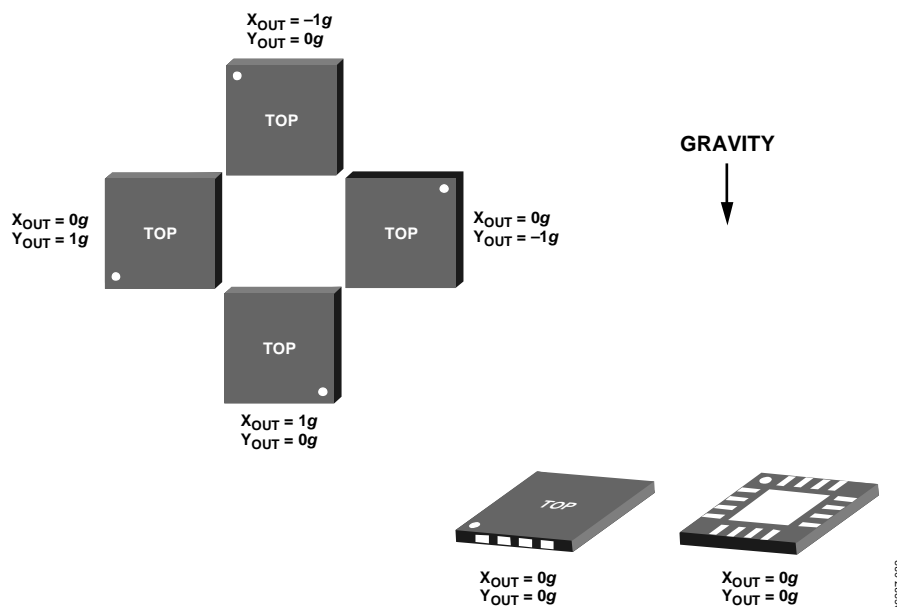 XOUT = –1g
YOUT = 0g
TOP
GRAVITY
XOUT = 0g
YOUT = 1g
TOP
TOP
XOUT = 0g
YOUT = –1g
TOP
XOUT = 1g
YOUT = 0g
TOP
XOUT = 0g
YOUT = 0g
XOUT = 0g
YOUT = 0g